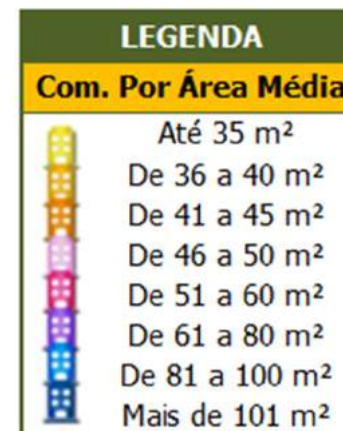 LEGENDA
Com. Por Área Média
Até 35 m²
De 36 a 40 m²
De 41 a 45 m²
De 46 a 50 m²
De 51 a 60 m²
De 61 a 80 m²
De 81 a 100 m²
Mais de 101 m²